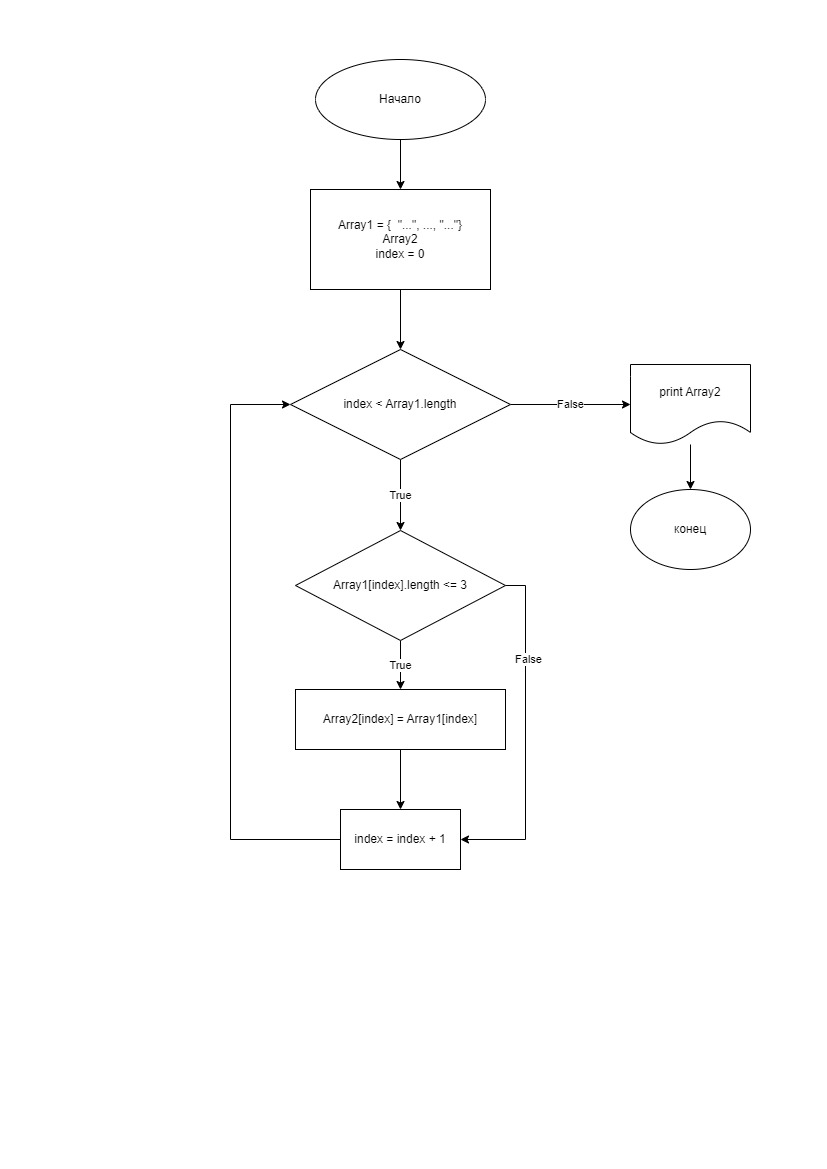 Начало
Array1 = { "...", ..., "..."}
Array2
index = 0
index < Array1.length
False
print Array2
True
конец
Array1[index].length <= 3
True
False
Array2[index] = Array1[index]
index = index + 1